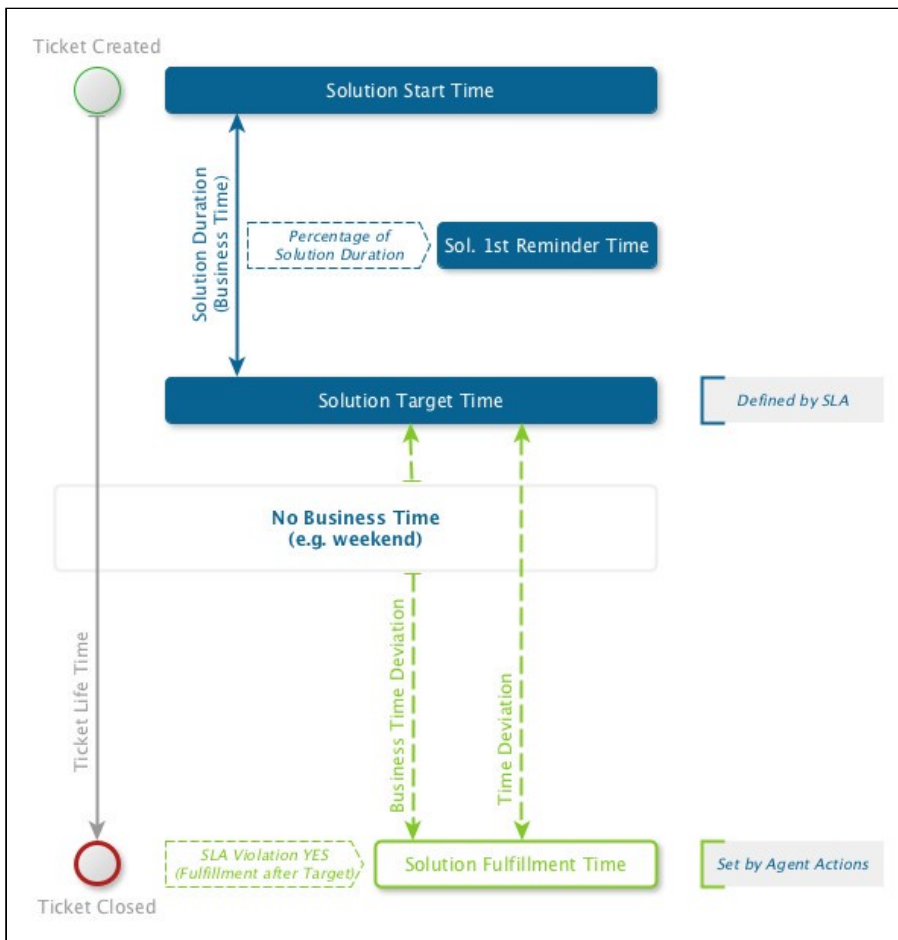 Ticket Created
Solution Start Time
Solution Duration
(Business Time)
Percentage of
Solution Duration
Sol. 1st Reminder Time
Solution Target Time
Defined by SLA
No Business Time
(e.g. weekend)
Ticket Life Time
Business Time Deviation
Time Deviation
SLA Violation YES
(Fulfillment after Target)
Solution Fulfillment Time
Set by Agent Actions
Ticket Closed